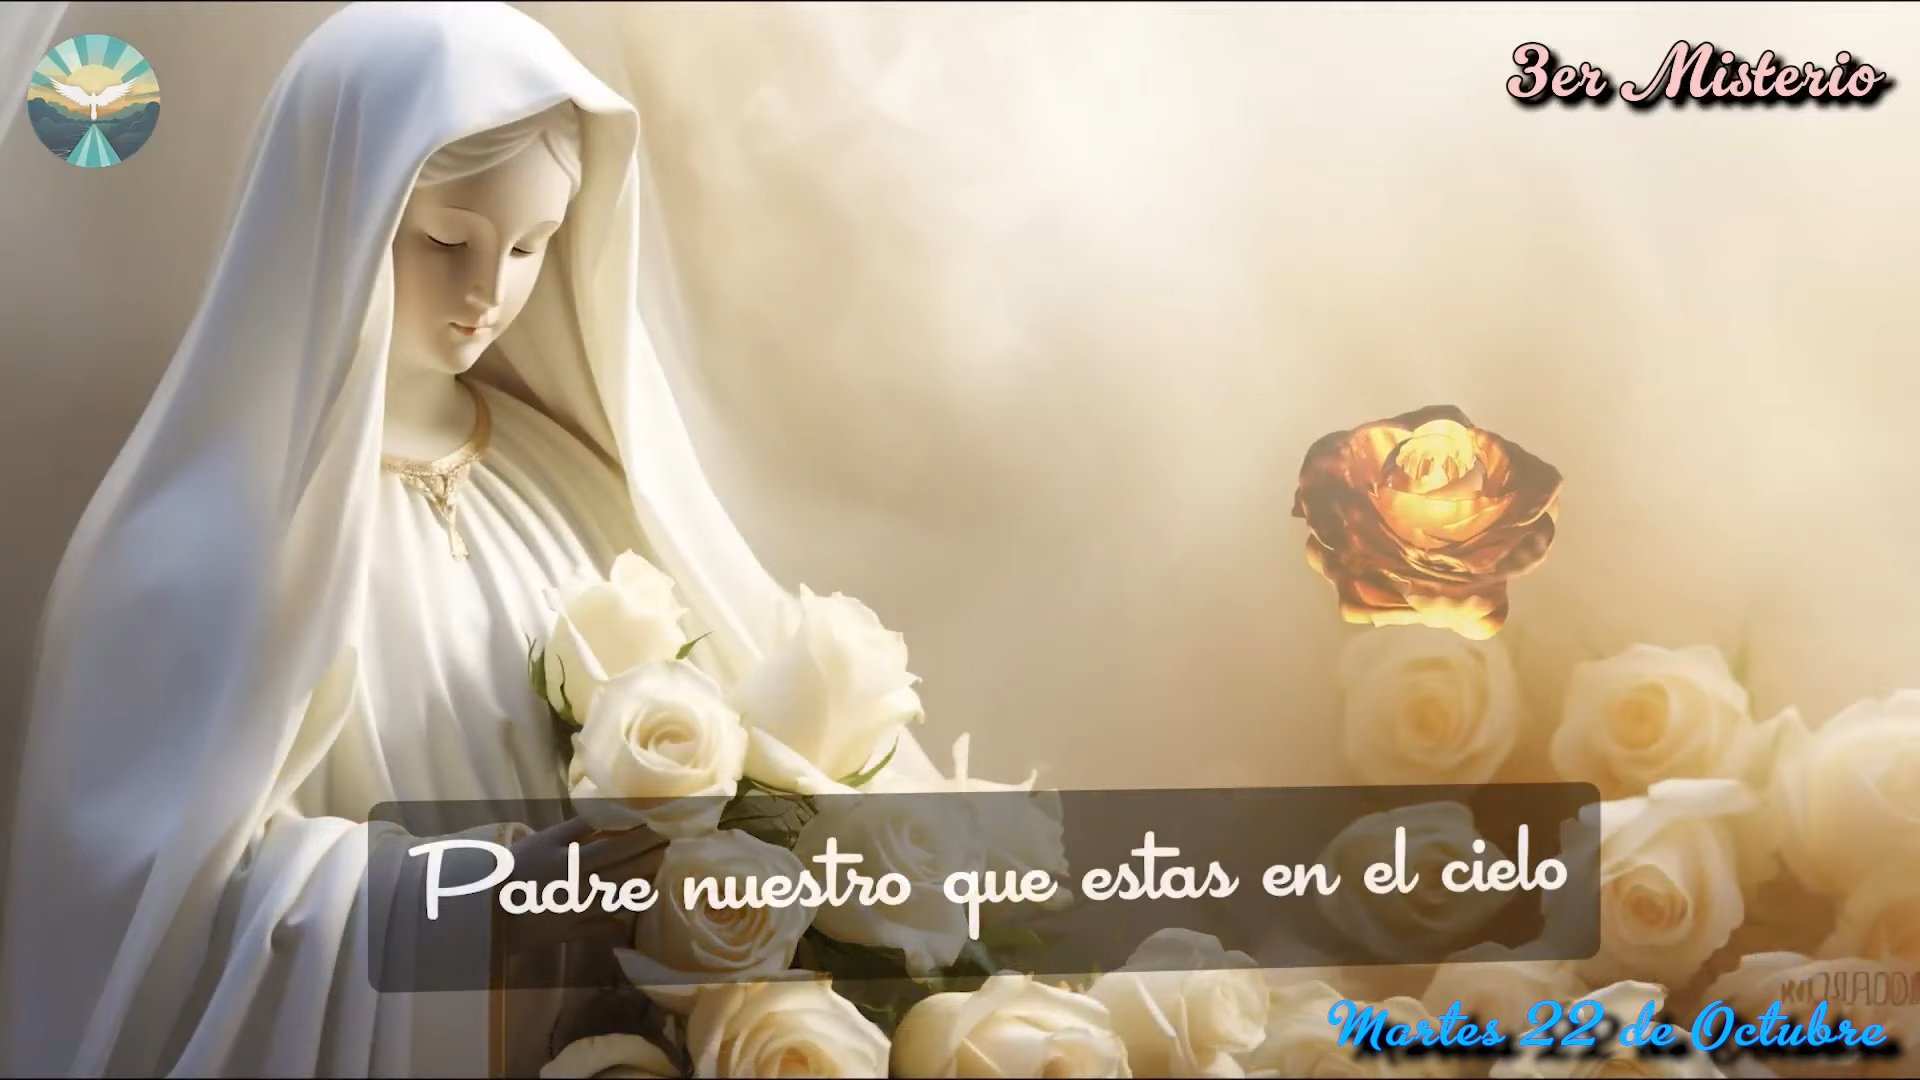 3er Misterio
Padre nuestro que estas en el cielo
Martes 22 de Octubre